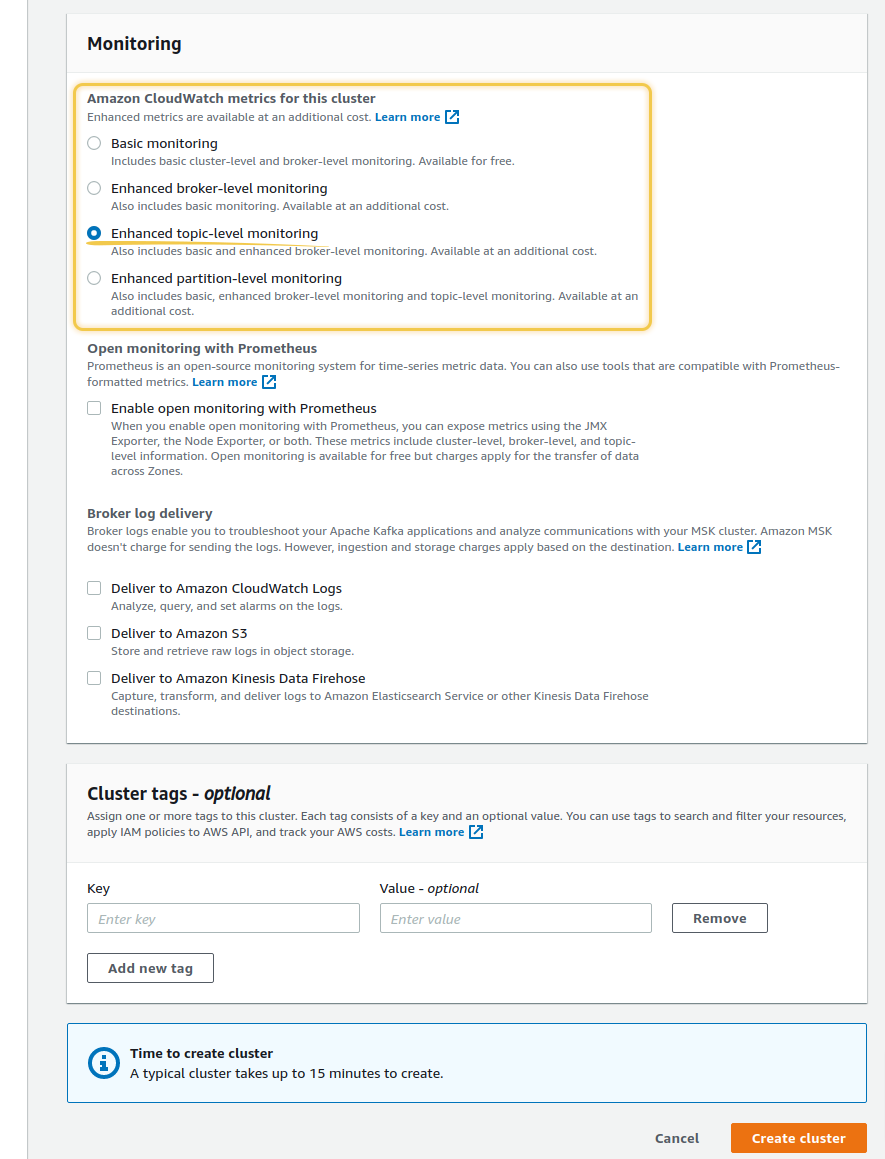 Monitoring
Amazon CloudWatch metrics for this cluster
Enhanced metrics are available at an additional cost. Learn more
Basic monitoring
Includes basic cluster-level and broker-level monitoring. Available for free.
Enhanced broker-level monitoring
Also includes basic monitoring. Available at an additional cost.
Enhanced topic-level monitoring
Also includes basic and enhanced broker-level monitoring. Available at an additional cost.
Enhanced partition-level monitoring
Also includes basic, enhanced broker-level monitoring and topic-level monitoring. Available at an
additional cost.
Open monitoring with Prometheus
Prometheus is an open-source monitoring system for time-series metric data. You can also use tools that are compatible with Prometheus-
formatted metrics. Learn more
Enable open monitoring with Prometheus
When you enable open monitoring with Prometheus, you can expose metrics using the JMX
Exporter, the Node Exporter, or both. These metrics include cluster-level, broker-level, and topic-
level information. Open monitoring is available for free but charges apply for the transfer of data
across Zones.
Broker log delivery
Broker logs enable you to troubleshoot your Apache Kafka applications and analyze communications with your MSK cluster. Amazon MSK
doesn't charge for sending the logs. However, ingestion and storage charges apply based on the destination. Learn more
Deliver to Amazon CloudWatch Logs
Analyze, query, and set alarms on the logs.
Deliver to Amazon S3
Store and retrieve raw logs in object storage.
Deliver to Amazon Kinesis Data Firehose
Capture, transform, and deliver logs to Amazon Elasticsearch Service or other Kinesis Data Firehose
destinations.
Cluster tags - optional
Assign one or more tags to this cluster. Each tag consists of a key and an optional value. You can use tags to search and filter your resources,
apply IAM policies to AWS API, and track your AWS costs. Learn more
Key Value - optional
Enter key Enter value Remove
Add new tag
Time to create cluster
A typical cluster takes up to 15 minutes to create.
Cancel Create cluster